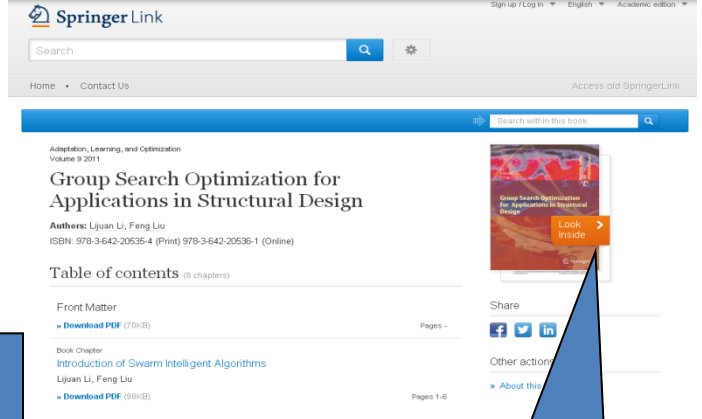 Sign up / Log in English Academic edition
Springer Link
Search
Home • Contact Us
Access old SpringerLink
Search within this book
Adaptation, Learning, and Optimization
Volume 9 2011
Group Search Optimization for
Applications in Structural Design
Authors: Lijuan Li, Feng Liu
ISBN: 978-3-642-20535-4 (Print) 978-3-642-20536-1 (Online)
Table of contents (8 chapters)
Front Matter
» Download PDF (70KB)
Pages -
Book Chapter
Introduction of Swarm Intelligent Algorithms
Lijuan Li, Feng Liu
» Download PDF (98KB)
Pages 1-6
Group Search Optimization
for Applications in Structural
Design
Look
Inside
Springer
Share
Other action
» About this